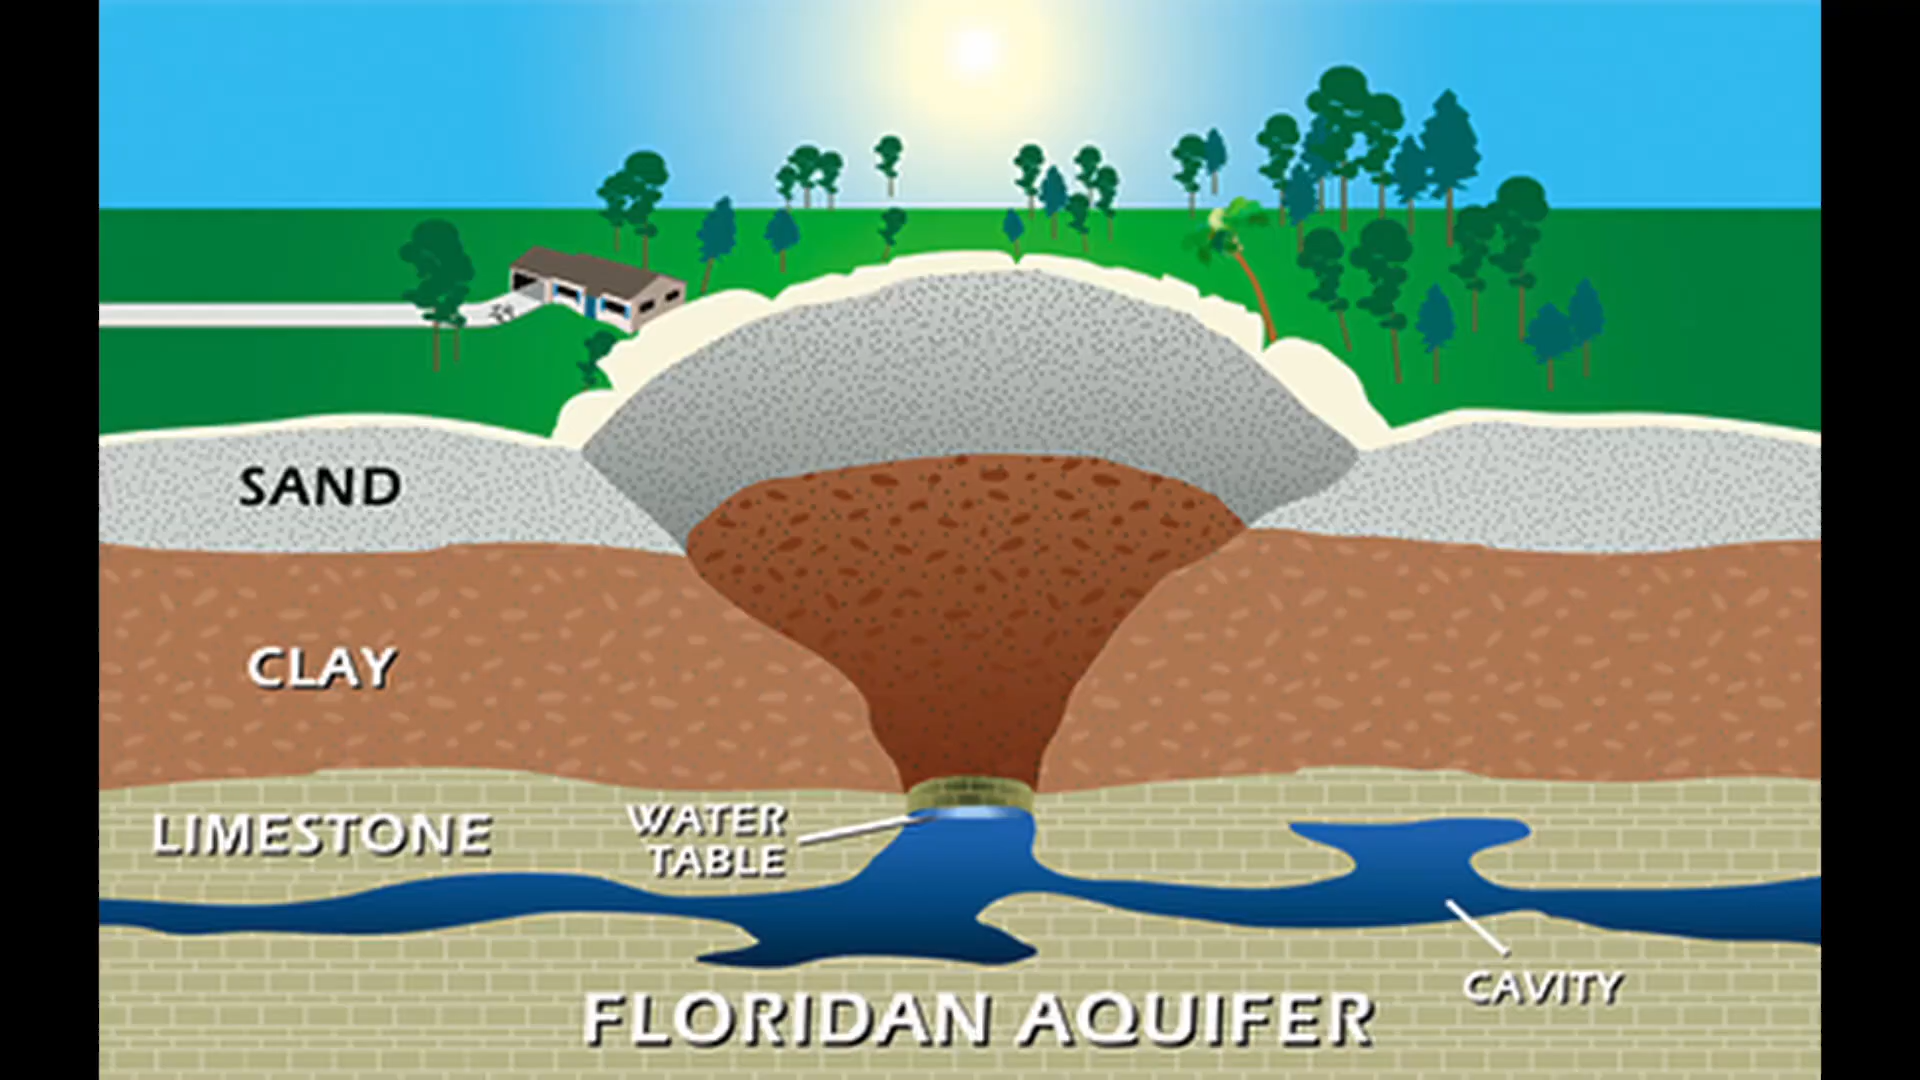 SAND
CLAY
LIMESTONE
WATER
TABLE
CAVITY
FLORIDAN AQUIFER